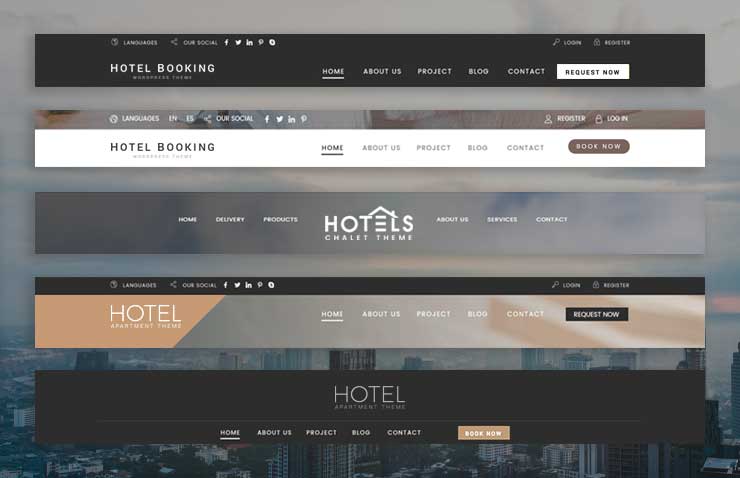 LANGUAGES OUR SOCIAL LOGIN REGISTER
HOTEL BOOKING
WORDPRESS THEME
HOME ABOUT US PROJECT BLOG CONTACT REQUEST NOW
LANGUAGES EN ES OUR SOCIAL REGISTER LOG IN
HOTEL BOOKING
WORDPRESS THEME
HOME ABOUT US PROJECT BLOG CONTACT BOOK NOW
HOME DELIVERY PRODUCTS
HOTELS
CHALET THEME
ABOUT US SERVICES CONTACT
LANGUAGES OUR SOCIAL LOGIN REGISTER
HOTEL
APARTMENT THEME
HOME ABOUT US PROJECT BLOG CONTACT REQUEST NOW
HOTEL
APARTMENT THEME
HOME ABOUT US PROJECT BLOG CONTACT BOOK NOW